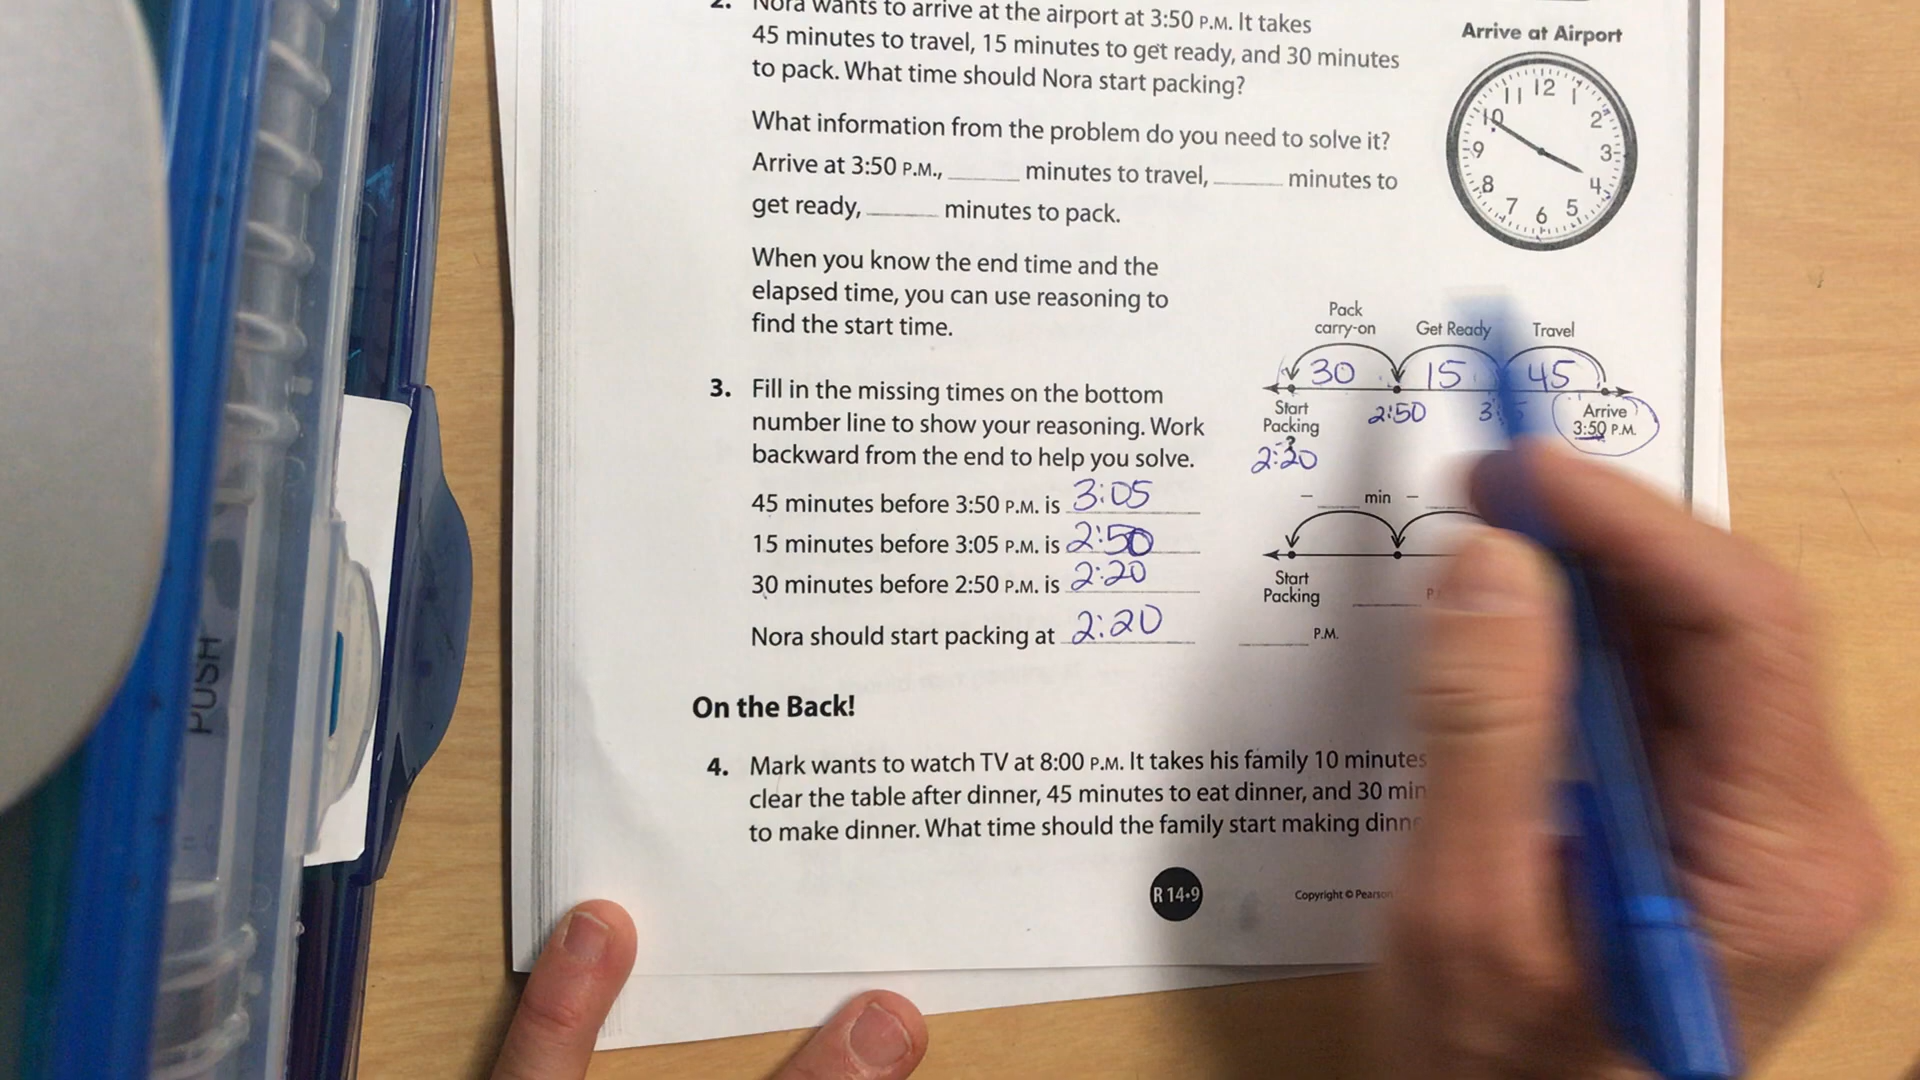 2. Nora wants to arrive at the airport at 3:50 P.M. It takes
45 minutes to travel, 15 minutes to get ready, and 30 minutes
to pack. What time should Nora start packing?
What information from the problem do you need to solve it?
Arrive at 3:50 P.M., ______ minutes to travel, ______ minutes to
get ready, ______ minutes to pack.
When you know the end time and the
elapsed time, you can use reasoning to
find the start time.
Arrive at Airport
12
1
2
3
4
5
6
7
8
9
10
11
Pack
carry-on Get Ready Travel
30 15 45
Start
Packing
?
2:20
2:50
Arrive
3:50 P.M.
3. Fill in the missing times on the bottom
number line to show your reasoning. Work
backward from the end to help you solve.
45 minutes before 3:50 P.M. is 3:05
15 minutes before 3:05 P.M. is 2:50
30 minutes before 2:50 P.M. is 2:20
Nora should start packing at 2:20
– ______ min – ______
Start
Packing
______ P.M.
On the Back!
4. Mark wants to watch TV at 8:00 P.M. It takes his family 10 minutes
clear the table after dinner, 45 minutes to eat dinner, and 30
to make dinner. What time should the family start making
R 14•9
Copyright © Pearson
PUSH